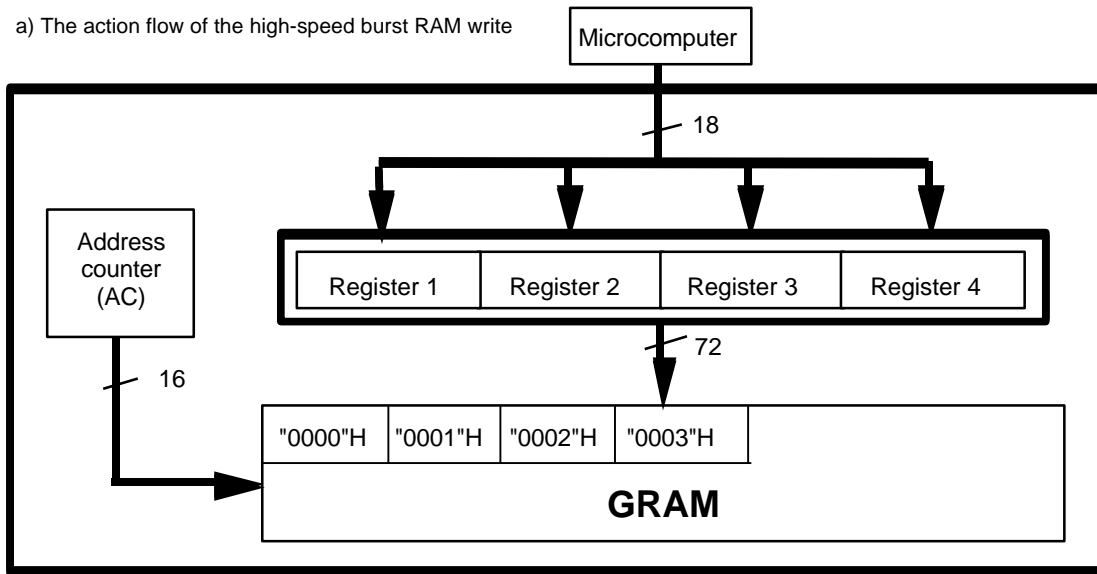 a) The action flow of the high-speed burst RAM write
Microcomputer
18
Address
counter
(AC)
Register 1
Register 2
Register 3
Register 4
72
16
"0000"H
"0001"H
"0002"H
"0003"H
GRAM